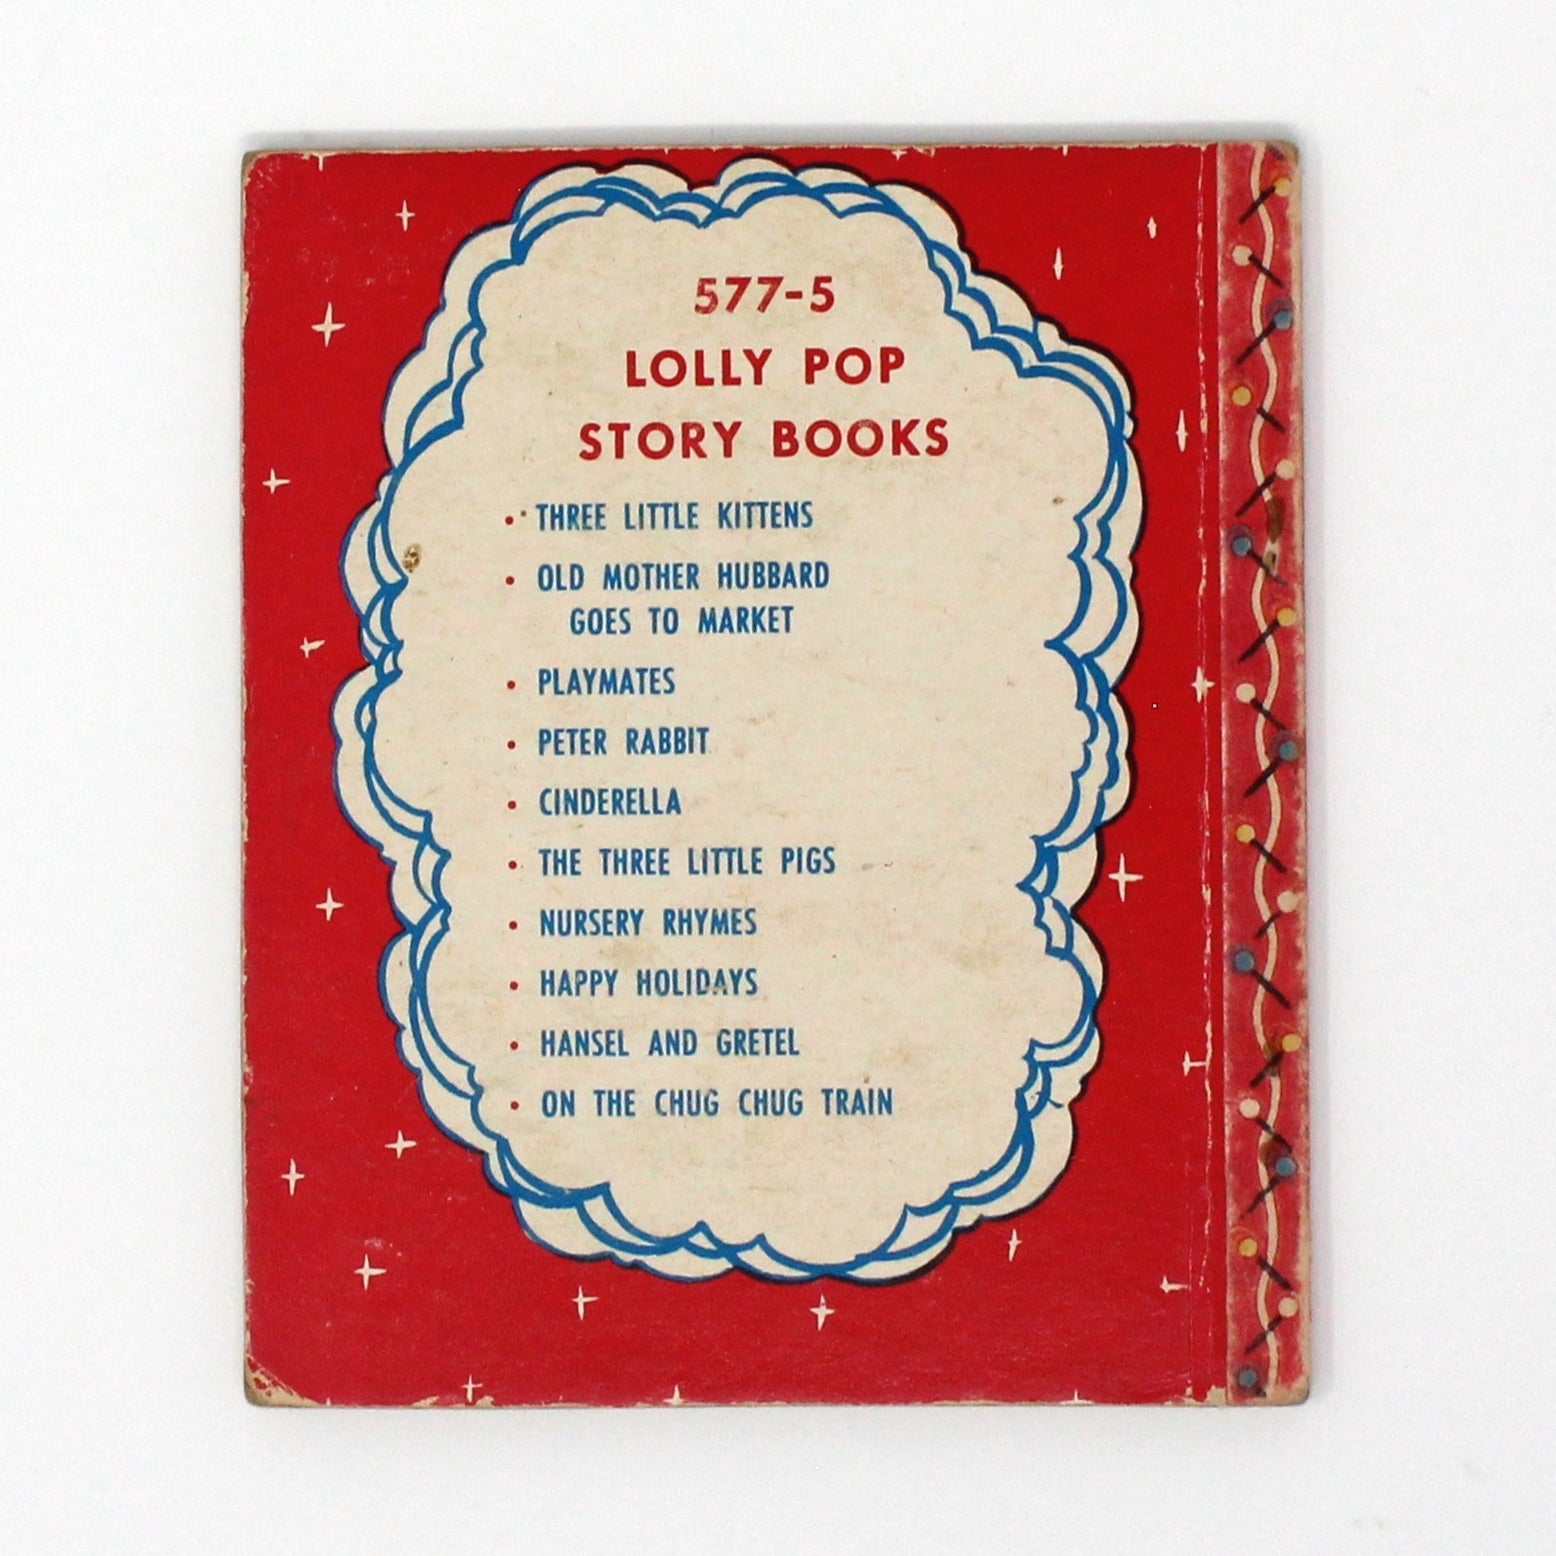 577-5
LOLLY POP
STORY BOOKS
• THREE LITTLE KITTENS
• OLD MOTHER HUBBARD
GOES TO MARKET
• PLAYMATES
• PETER RABBIT
• CINDERELLA
• THE THREE LITTLE PIGS
• NURSERY RHYMES
• HAPPY HOLIDAYS
• HANSEL AND GRETEL
• ON THE CHUG CHUG TRAIN